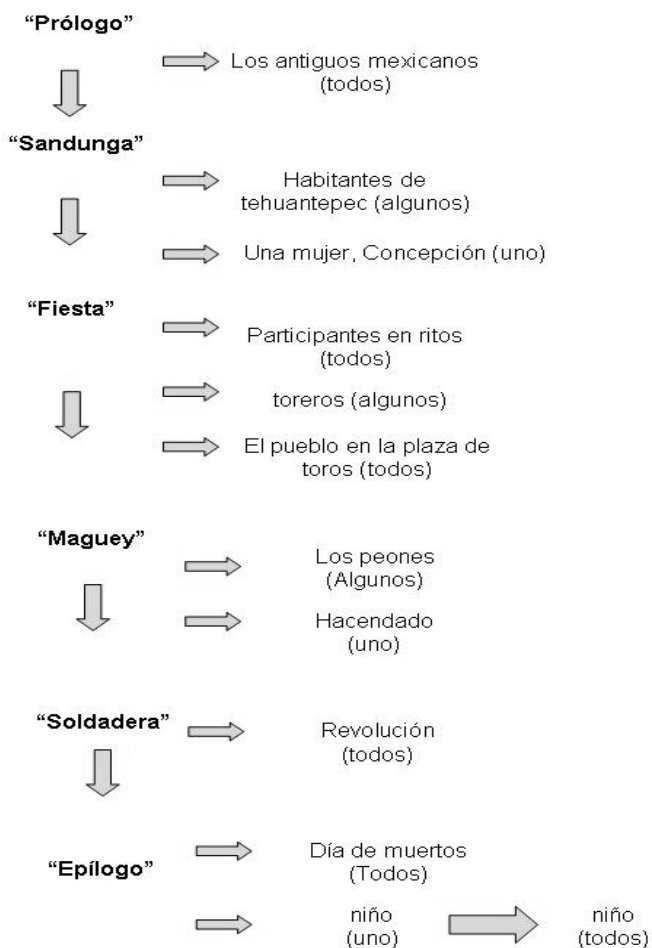 “Prólogo”
Los antiguos mexicanos
(todos)
“Sandunga”
Habitantes de
tehuantepec (algunos)
Una mujer, Concepción (uno)
“Fiesta”
Participantes en ritos
(todos)
toreros (algunos)
El pueblo en la plaza de
toros (todos)
“Maguey”
Los peones
(Algunos)
Hacendado
(uno)
“Soldadera”
Revolución
(todos)
“Epílogo”
Día de muertos
(Todos)
niño
(uno)
niño
(todos)